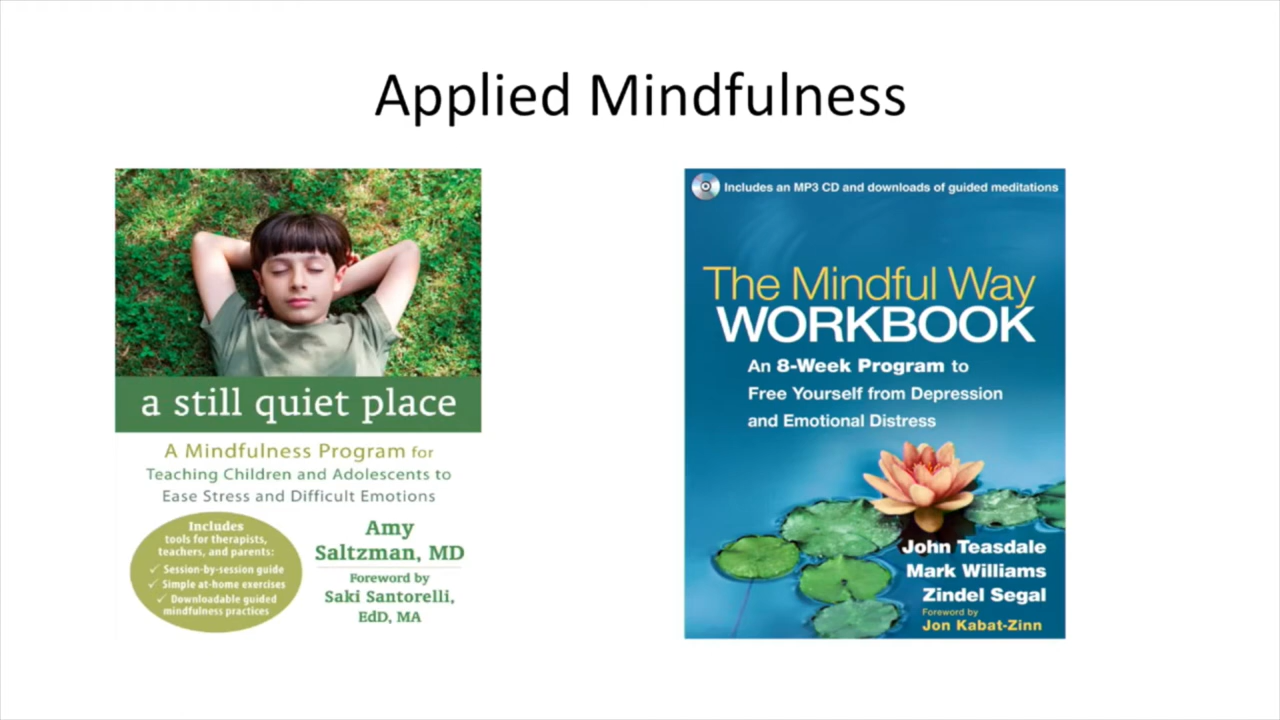 Applied Mindfulness
a still quiet place
A Mindfulness Program for
Teaching Children and Adolescents to
Ease Stress and Difficult Emotions
Includes
tools for therapists,
teachers, and parents:
✓ Session-by-session guide
✓ Simple at-home exercises
✓ Downloadable guided
mindfulness practices
Amy
Saltzman, MD
Foreword by
Saki Santorelli,
EdD, MA
Includes an MP3 CD and downloads of guided meditations
The Mindful Way
WORKBOOK
An 8-Week Program to
Free Yourself from Depression
and Emotional Distress
John Teasdale
Mark Williams
Zindel Segal
Foreword by
Jon Kabat-Zinn